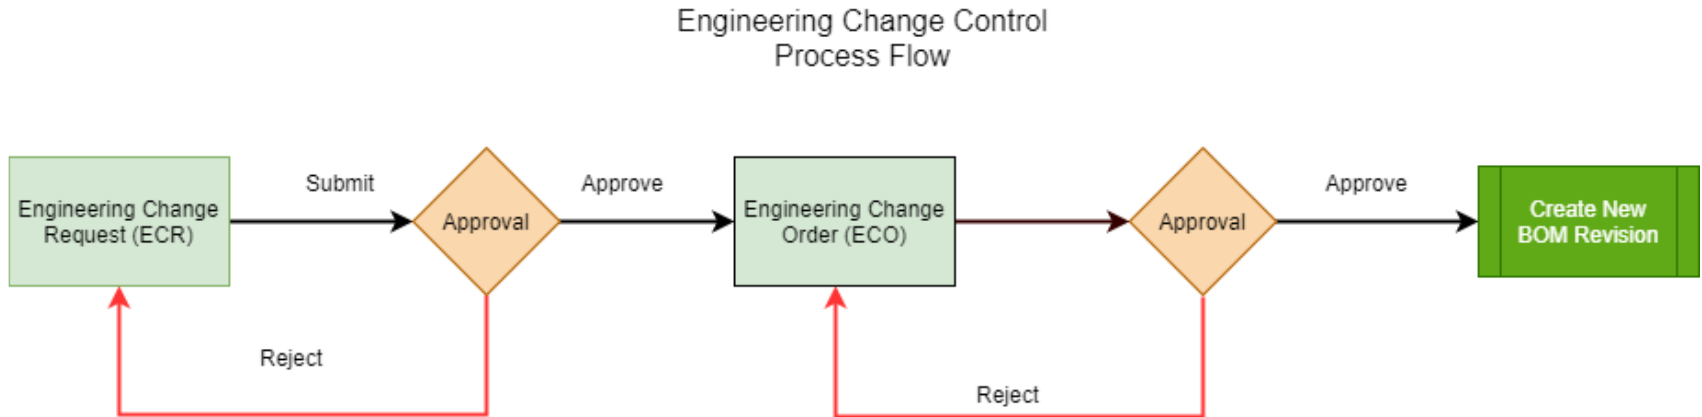 Engineering Change Control
Process Flow
Submit
Approve
Approve
Engineering Change
Request (ECR)
Approval
Engineering Change
Order (ECO)
Approval
Create New
BOM Revision
Reject
Reject